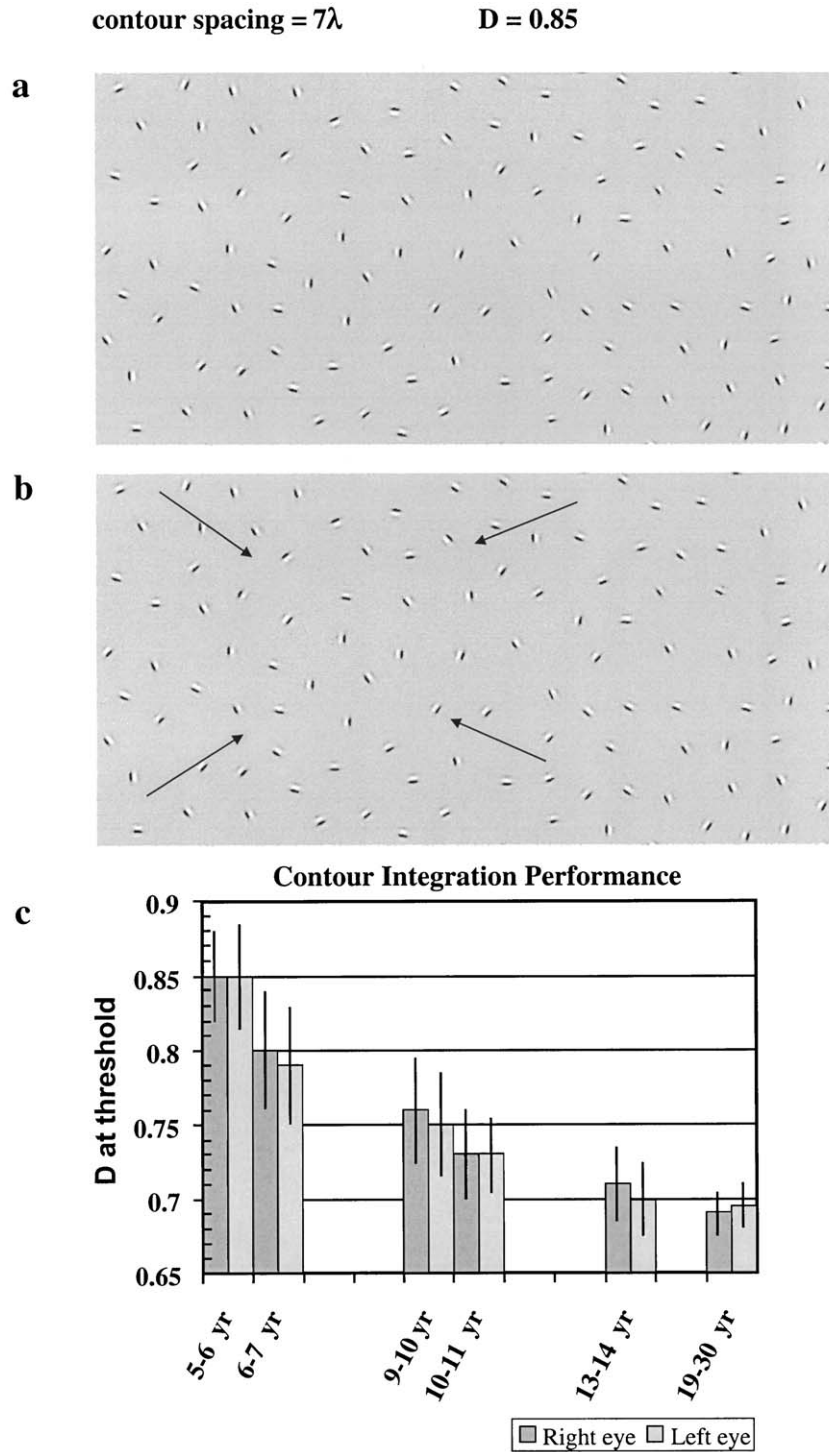 contour spacing = 7λ D = 0.85
a
b
Contour Integration Performance
c
D at threshold
0.9
0.85
0.8
0.75
0.7
0.65
5-6 yr
6-7 yr
9-10 yr
10-11 yr
13-14 yr
19-30 yr
Right eye Left eye